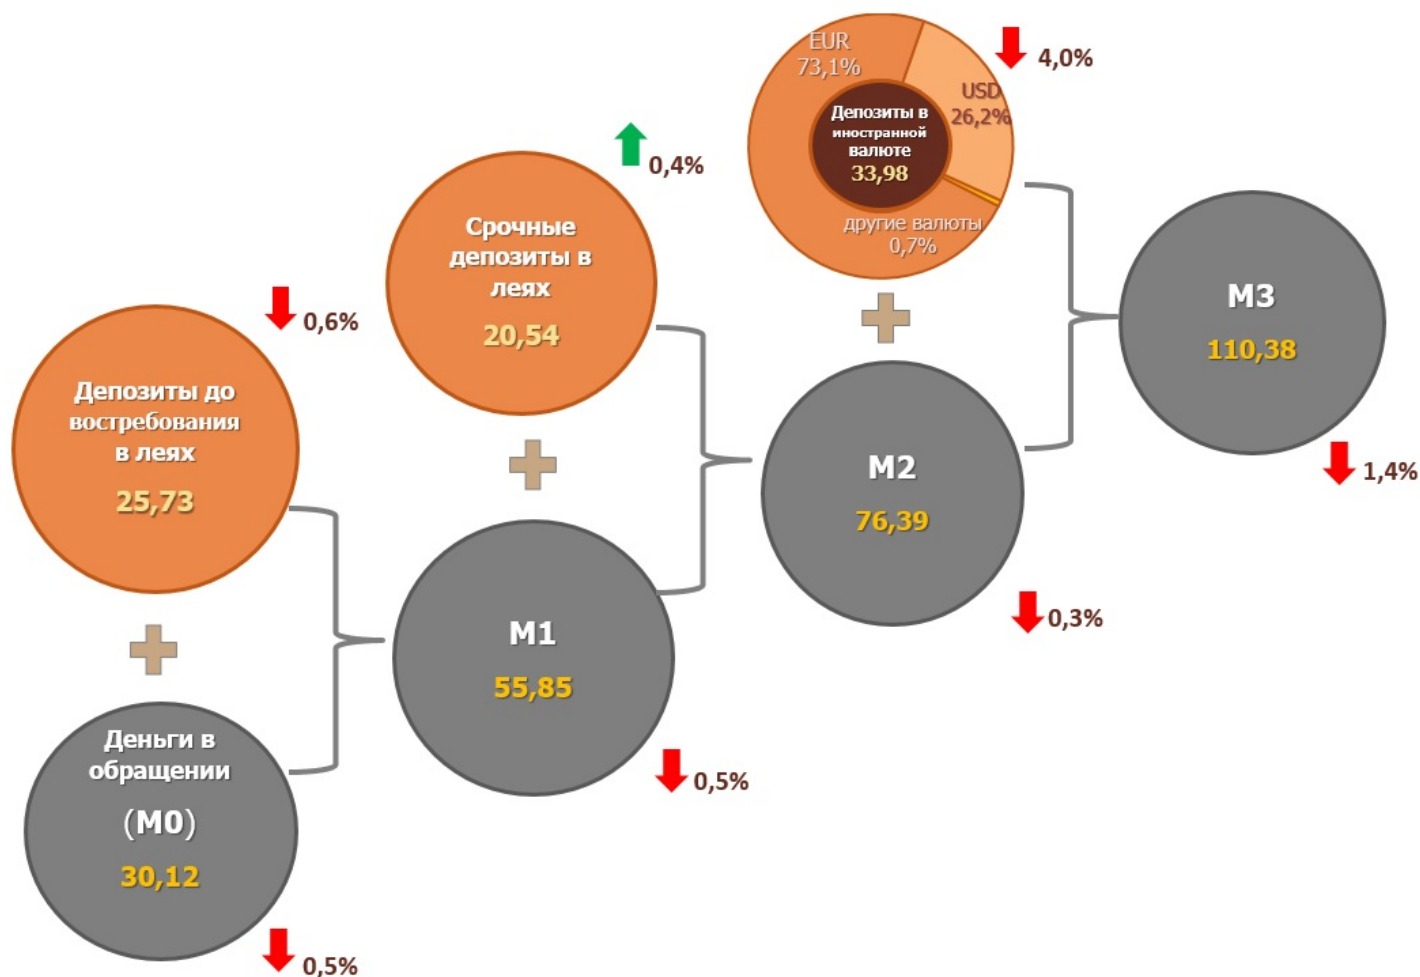 EUR
73,1%
USD
26,2%
Депозиты в
иностранной
валюте
33,98
другие валюты
0,7%
4,0%
0,4%
Срочные
депозиты в
леях
20,54
0,6%
Депозиты до
востребования
в леях
25,73
M3
110,38
1,4%
M2
76,39
0,3%
M1
55,85
0,5%
Деньги в
обращении
(M0)
30,12
0,5%